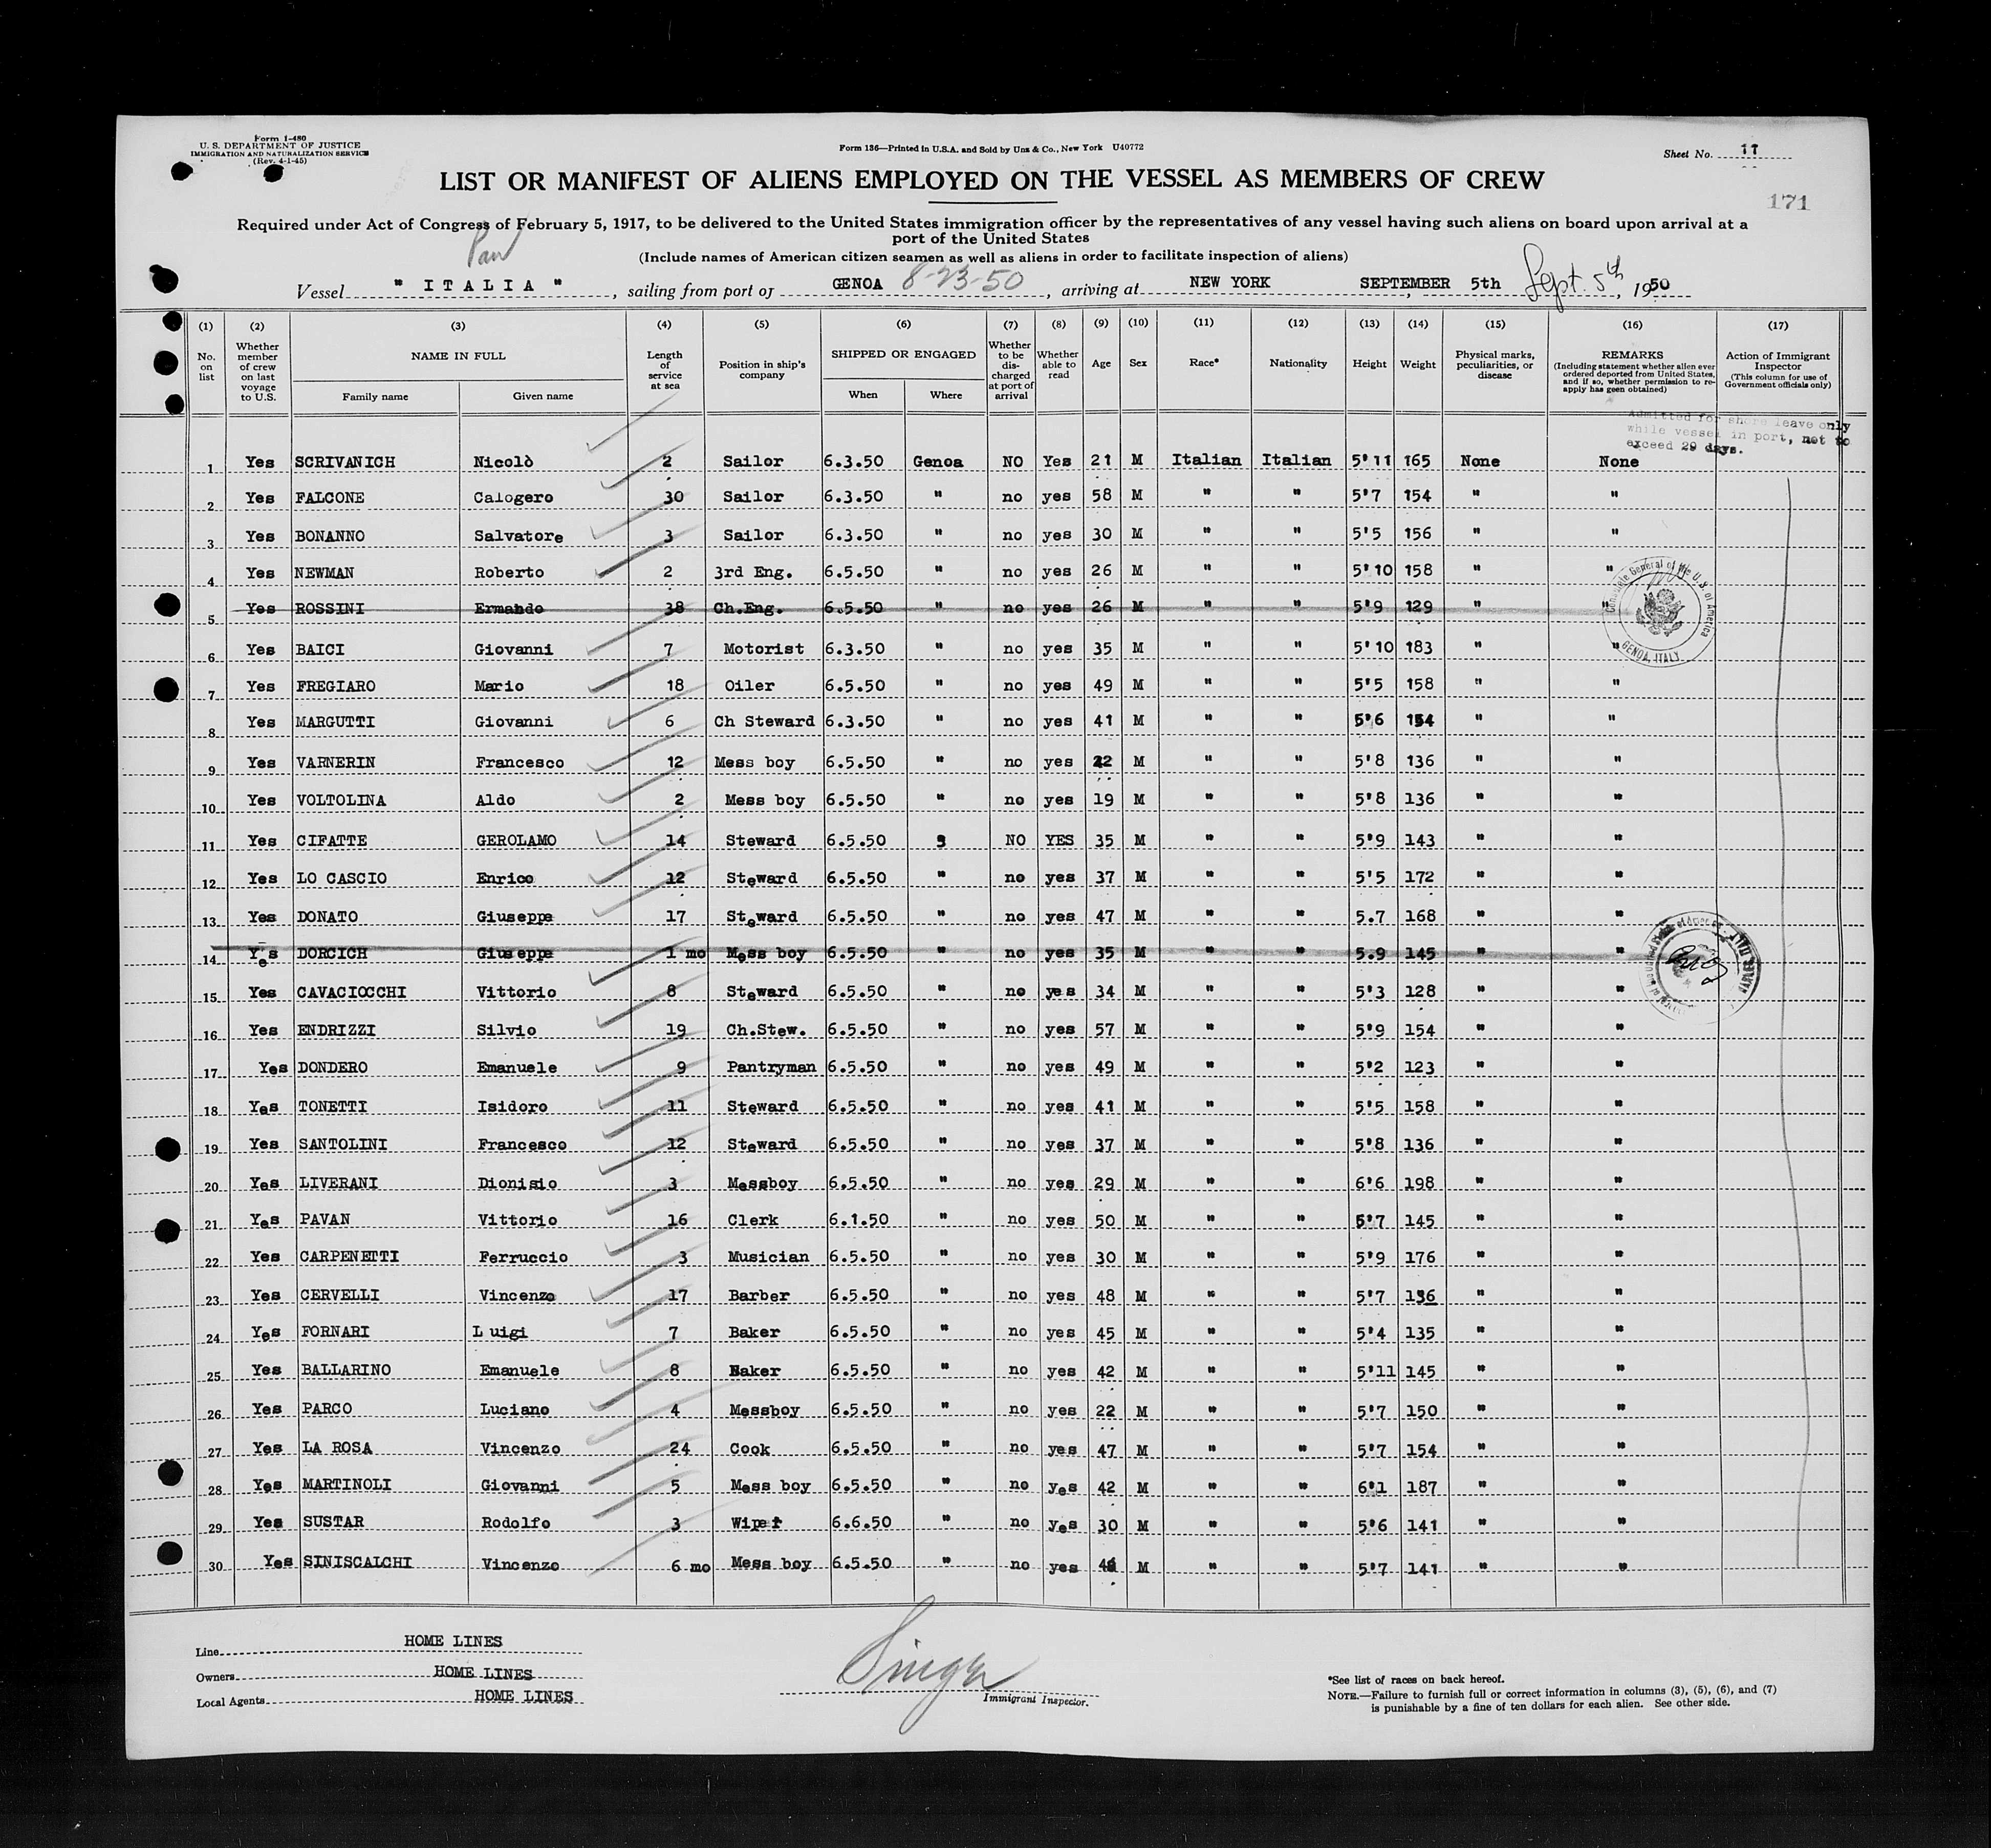 Form I-480
U. S. DEPARTMENT OF JUSTICE
IMMIGRATION AND NATURALIZATION SERVICE
(Rev. 4-1-45)
Form 136—Printed in U.S.A. and Sold by Unz & Co., New York U40772
Sheet No. 11
171
LIST OR MANIFEST OF ALIENS EMPLOYED ON THE VESSEL AS MEMBERS OF CREW
Required under Act of Congress of February 5, 1917, to be delivered to the United States immigration officer by the representatives of any vessel having such aliens on board upon arrival at a
port of the United States
(Include names of American citizen seamen as well as aliens in order to facilitate inspection of aliens)
Pan
Vessel " I T A L I A " , sailing from port of GENOA 8-23-50 , arriving at NEW YORK SEPTEMBER 5th Sept. 5th , 1950
(1) (2) (3) (4) (5) (6) (7) (8) (9) (10) (11) (12) (13) (14) (15) (16) (17)
No. on list Whether member of crew on last voyage to U.S. NAME IN FULL Family name Given name Length of service at sea Position in ship's company SHIPPED OR ENGAGED When Where Whether to be discharged at port of arrival Whether able to read Age Sex Race* Nationality Height Weight Physical marks, peculiarities, or disease REMARKS (Including statement whether alien ever ordered deported from United States, and if so, whether permission to reapply has been obtained) Action of Immigrant Inspector (This column for use of Government officials only)
Admitted for shore leave only
while vessel in port, not to
exceed 29 days.
1 Yes SCRIVANICH Nicolò 2 Sailor 6.3.50 Genoa NO Yes 21 M Italian Italian 5'11 165 None None
2 Yes FALCONE Calogero 30 Sailor 6.3.50 " no yes 58 M " " 5'7 154 " "
3 Yes BONANNO Salvatore 3 Sailor 6.3.50 " no yes 30 M " " 5'5 156 " "
4 Yes NEWMAN Roberto 2 3rd Eng. 6.5.50 " no yes 26 M " " 5'10 158 " "
5 Yes ROSSINI Ermando 38 Ch.Eng. 6.5.50 " no yes 26 M " " 5'9 129 " "
6 Yes BAICI Giovanni 7 Motorist 6.3.50 " no yes 35 M " " 5'10 183 " "
7 Yes FREGIARO Mario 18 Oiler 6.5.50 " no yes 49 M " " 5'5 158 " "
8 Yes MARGUTTI Giovanni 6 Ch Steward 6.3.50 " no yes 41 M " " 5'6 154 " "
9 Yes VARNERIN Francesco 12 Mess boy 6.5.50 " no yes 22 M " " 5'8 136 " "
10 Yes VOLTOLINA Aldo 2 Mess boy 6.5.50 " no yes 19 M " " 5'8 136 " "
11 Yes CIFATTE GEROLAMO 14 Steward 6.5.50 NO YES 35 M " " 5'9 143 " "
12 Yes LO CASCIO Enrico 12 Steward 6.5.50 " no yes 37 M " " 5'5 172 " "
13 Yes DONATO Giuseppe 17 Steward 6.5.50 " no yes 47 M " " 5.7 168 " "
14 Yes DORCICH Giuseppe 1 mo Mess boy 6.5.50 " no yes 35 M " " 5.9 145 " "
15 Yes CAVACIOCCHI Vittorio 8 Steward 6.5.50 " no yes 34 M " " 5'3 128 " "
16 Yes ENDRIZZI Silvio 19 Ch.Stew. 6.5.50 " no yes 57 M " " 5'9 154 " "
17 Yes DONDERO Emanuele 9 Pantryman 6.5.50 " no yes 49 M " " 5'2 123 " "
18 Yes TONETTI Isidoro 11 Steward 6.5.50 " no yes 41 M " " 5'5 158 " "
19 Yes SANTOLINI Francesco 12 Steward 6.5.50 " no yes 37 M " " 5'8 136 " "
20 Yes LIVERANI Dionisio 3 Messboy 6.5.50 " no yes 29 M " " 6'6 198 " "
21 Yes PAVAN Vittorio 16 Clerk 6.1.50 " no yes 50 M " " 5'7 145 " "
22 Yes CARPENETTI Ferruccio 3 Musician 6.5.50 " no yes 30 M " " 5'9 176 " "
23 Yes CERVELLI Vincenzo 17 Barber 6.5.50 " no yes 48 M " " 5'7 136 " "
24 Yes FORNARI Luigi 7 Baker 6.5.50 " no yes 45 M " " 5'4 135 " "
25 Yes BALLARINO Emanuele 8 Baker 6.5.50 " no yes 42 M " " 5'11 145 " "
26 Yes PARCO Luciano 4 Messboy 6.5.50 " no yes 22 M " " 5'7 150 " "
27 Yes LA ROSA Vincenzo 24 Cook 6.5.50 " no yes 47 M " " 5'7 154 " "
28 Yes MARTINOLI Giovanni 5 Mess boy 6.5.50 " no yes 42 M " " 6'1 187 " "
29 Yes SUSTAR Rodolfo 3 Wiper 6.6.50 " no yes 30 M " " 5'6 141 " "
30 Yes SINISCALCHI Vincenzo 6 mo Mess boy 6.5.50 " no yes M " " 5'7 141 " "
Consulate General of the U. S. of America
GENOA, ITALY
Line HOME LINES
Owners HOME LINES
Local Agents HOME LINES
Singer
Immigrant Inspector.
*See list of races on back hereof.
NOTE.—Failure to furnish full or correct information in columns (3), (5), (6), and (7)
is punishable by a fine of ten dollars for each alien. See other side.